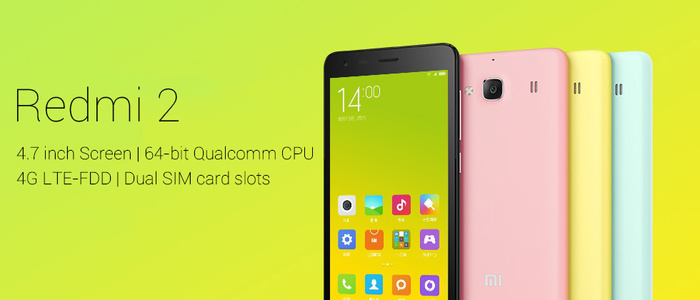 Redmi 2
4.7 inch Screen | 64-bit Qualcomm CPU
4G LTE-FDD | Dual SIM card slots
14:00
MI